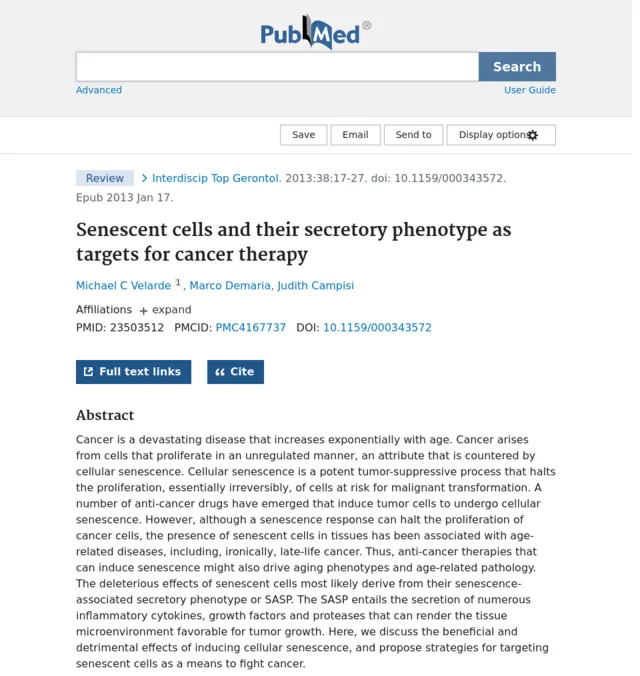 PubMed®
Search
Advanced
User Guide
Save
Email
Send to
Display options
Review
Interdiscip Top Gerontol. 2013:38:17-27. doi: 10.1159/000343572.
Epub 2013 Jan 17.
Senescent cells and their secretory phenotype as
targets for cancer therapy
Michael C Velarde 1, Marco Demaria, Judith Campisi
Affiliations + expand
PMID: 23503512 PMCID: PMC4167737 DOI: 10.1159/000343572
Full text links
Cite
Abstract
Cancer is a devastating disease that increases exponentially with age. Cancer arises
from cells that proliferate in an unregulated manner, an attribute that is countered by
cellular senescence. Cellular senescence is a potent tumor-suppressive process that halts
the proliferation, essentially irreversibly, of cells at risk for malignant transformation. A
number of anti-cancer drugs have emerged that induce tumor cells to undergo cellular
senescence. However, although a senescence response can halt the proliferation of
cancer cells, the presence of senescent cells in tissues has been associated with age-
related diseases, including, ironically, late-life cancer. Thus, anti-cancer therapies that
can induce senescence might also drive aging phenotypes and age-related pathology.
The deleterious effects of senescent cells most likely derive from their senescence-
associated secretory phenotype or SASP. The SASP entails the secretion of numerous
inflammatory cytokines, growth factors and proteases that can render the tissue
microenvironment favorable for tumor growth. Here, we discuss the beneficial and
detrimental effects of inducing cellular senescence, and propose strategies for targeting
senescent cells as a means to fight cancer.